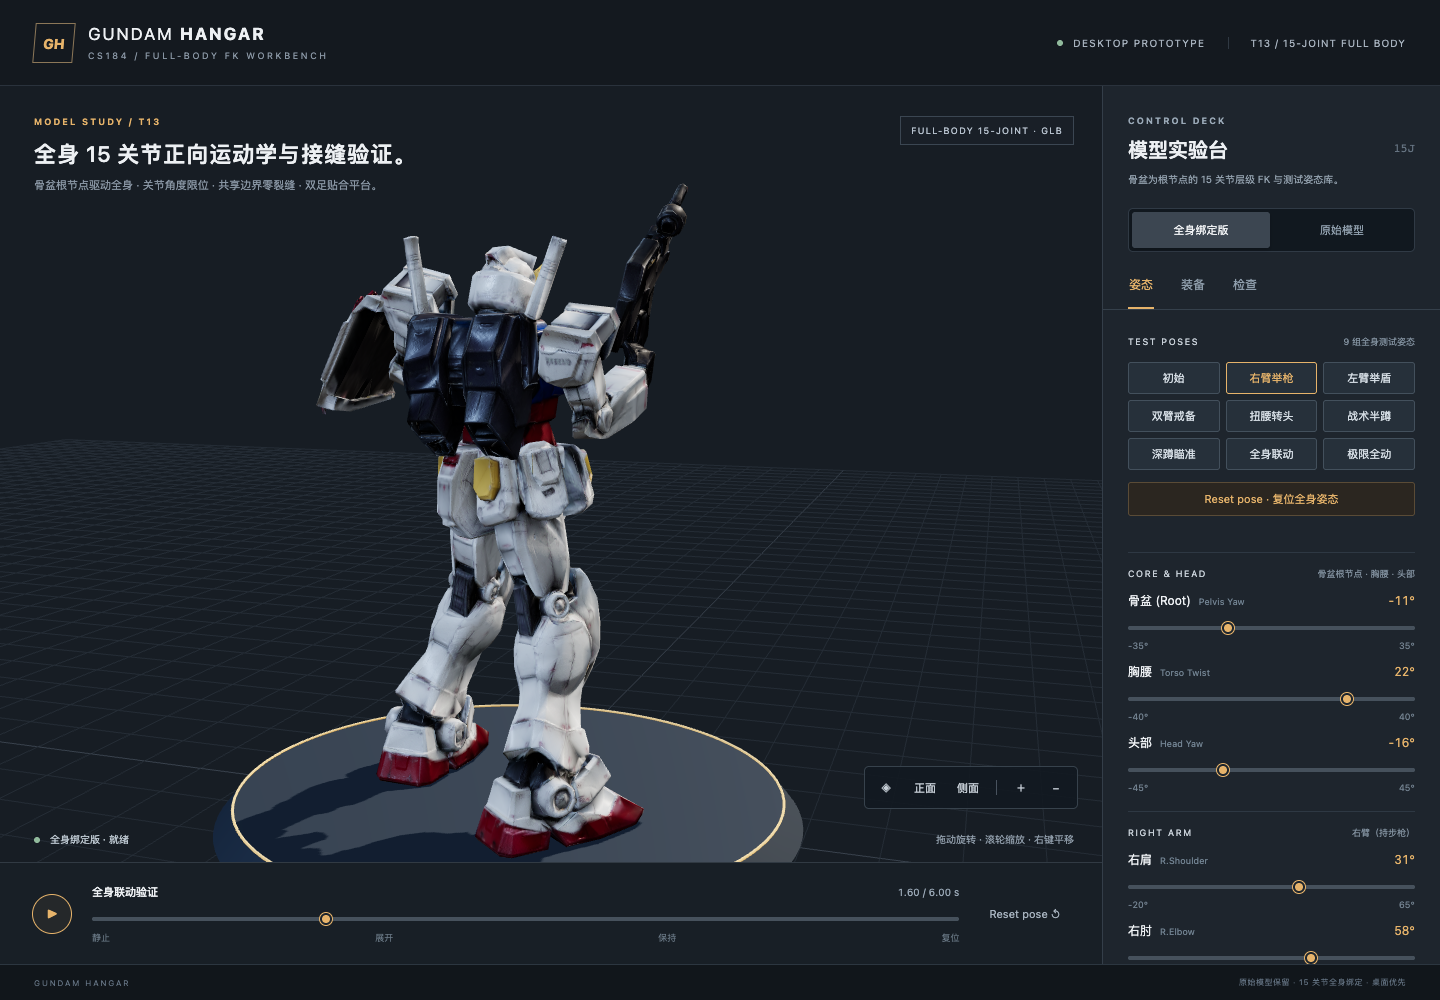 GH
GUNDAM HANGAR
CS184 / FULL-BODY FK WORKBENCH
DESKTOP PROTOTYPE
T13 / 15-JOINT FULL BODY
MODEL STUDY / T13
全身 15 关节正向运动学与接缝验证。
骨盆根节点驱动全身 · 关节角度限位 · 共享边界零裂缝 · 双足贴合平台。
FULL-BODY 15-JOINT · GLB
正面 侧面 + −
全身绑定版 · 就绪
拖动旋转 · 滚轮缩放 · 右键平移
全身联动验证
1.60 / 6.00 s
静止 展开 保持 复位
Reset pose
CONTROL DECK
模型实验台
15J
骨盆为根节点的 15 关节层级 FK 与测试姿态库。
全身绑定版 原始模型
姿态 装备 检查
TEST POSES
9 组全身测试姿态
初始 右臂举枪 左臂举盾
双臂戒备 扭腰转头 战术半蹲
深蹲瞄准 全身联动 极限全动
Reset pose · 复位全身姿态
CORE & HEAD
骨盆根节点 · 胸腰 · 头部
骨盆 (Root) Pelvis Yaw -11°
-35° 35°
胸腰 Torso Twist 22°
-40° 40°
头部 Head Yaw -16°
-45° 45°
RIGHT ARM
右臂（持步枪）
右肩 R.Shoulder 31°
-20° 65°
右肘 R.Elbow 58°
GUNDAM HANGAR
原始模型保留 · 15 关节全身绑定 · 桌面优先